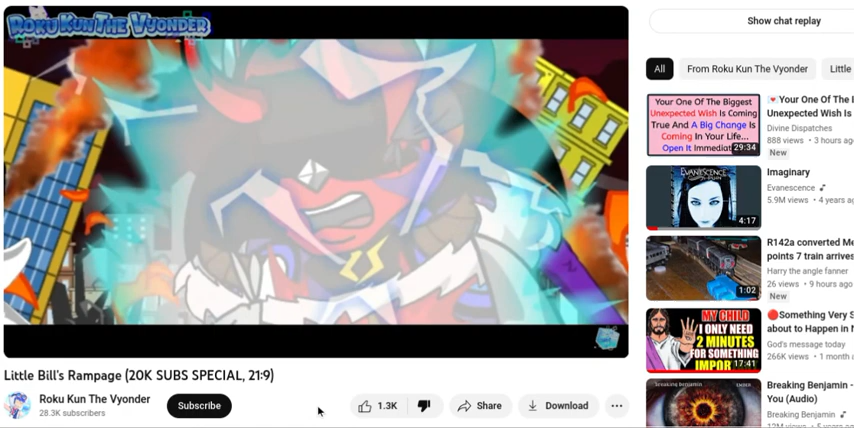 ROKU KUN THE VYONDER
Little Bill's Rampage (20K SUBS SPECIAL, 21:9)
Roku Kun The Vyonder
28.3K subscribers
Subscribe
1.3K
Share
Download
Show chat replay
All
From Roku Kun The Vyonder
Little
Your One Of The Biggest
Unexpected Wish Is Coming
True And A Big Change Is
Coming In Your Life...
Open It Immediat
29:34
💌Your One Of The
Unexpected Wish Is
Divine Dispatches
888 views • 3 hours
New
EVANESCENCE
4:17
Imaginary
Evanescence
5.9M views • 4 years
1:02
R142a converted
points 7 train arrives
Harry the angle fanner
26 views • 9 hours ago
New
MY CHILD
I ONLY NEED
2 MINUTES
FOR SOMETHING
IMPOR
17:41
🔴Something Very
about to Happen in
God's message today
266K views • 1 month
BREAKING BENJAMIN
EMBER
Breaking Benjamin -
You (Audio)
Breaking Benjamin